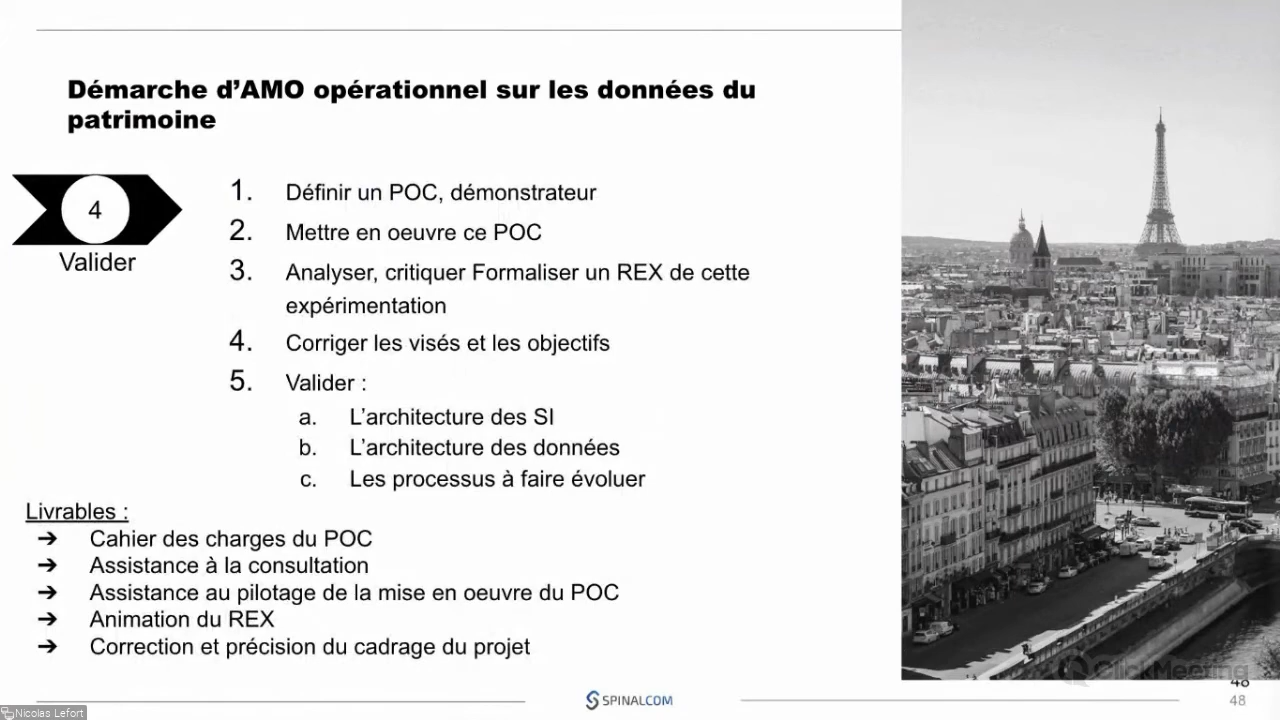 Démarche d'AMO opérationnel sur les données du
patrimoine
4
Valider
1. Définir un POC, démonstrateur
2. Mettre en oeuvre ce POC
3. Analyser, critiquer Formaliser un REX de cette
expérimentation
4. Corriger les visés et les objectifs
5. Valider :
a. L'architecture des SI
b. L'architecture des données
c. Les processus à faire évoluer
Livrables :
➔ Cahier des charges du POC
➔ Assistance à la consultation
➔ Assistance au pilotage de la mise en oeuvre du POC
➔ Animation du REX
➔ Correction et précision du cadrage du projet
ClickMeeting
48
SPINALCOM
48
Nicolas Lefort